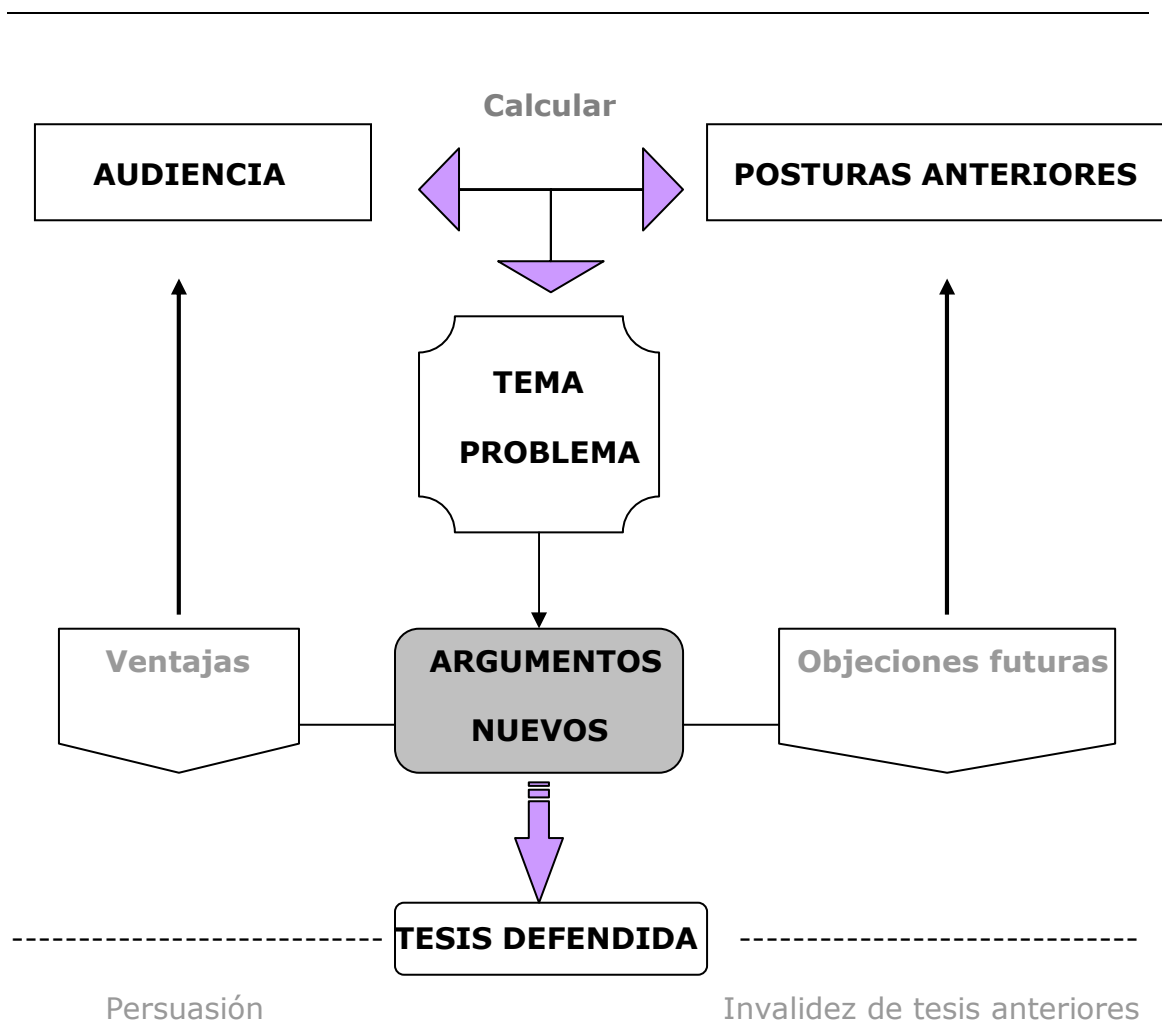 Calcular
AUDIENCIA
POSTURAS ANTERIORES
TEMA
PROBLEMA
Ventajas
ARGUMENTOS
NUEVOS
Objeciones futuras
TESIS DEFENDIDA
Persuasión
Invalidez de tesis anteriores